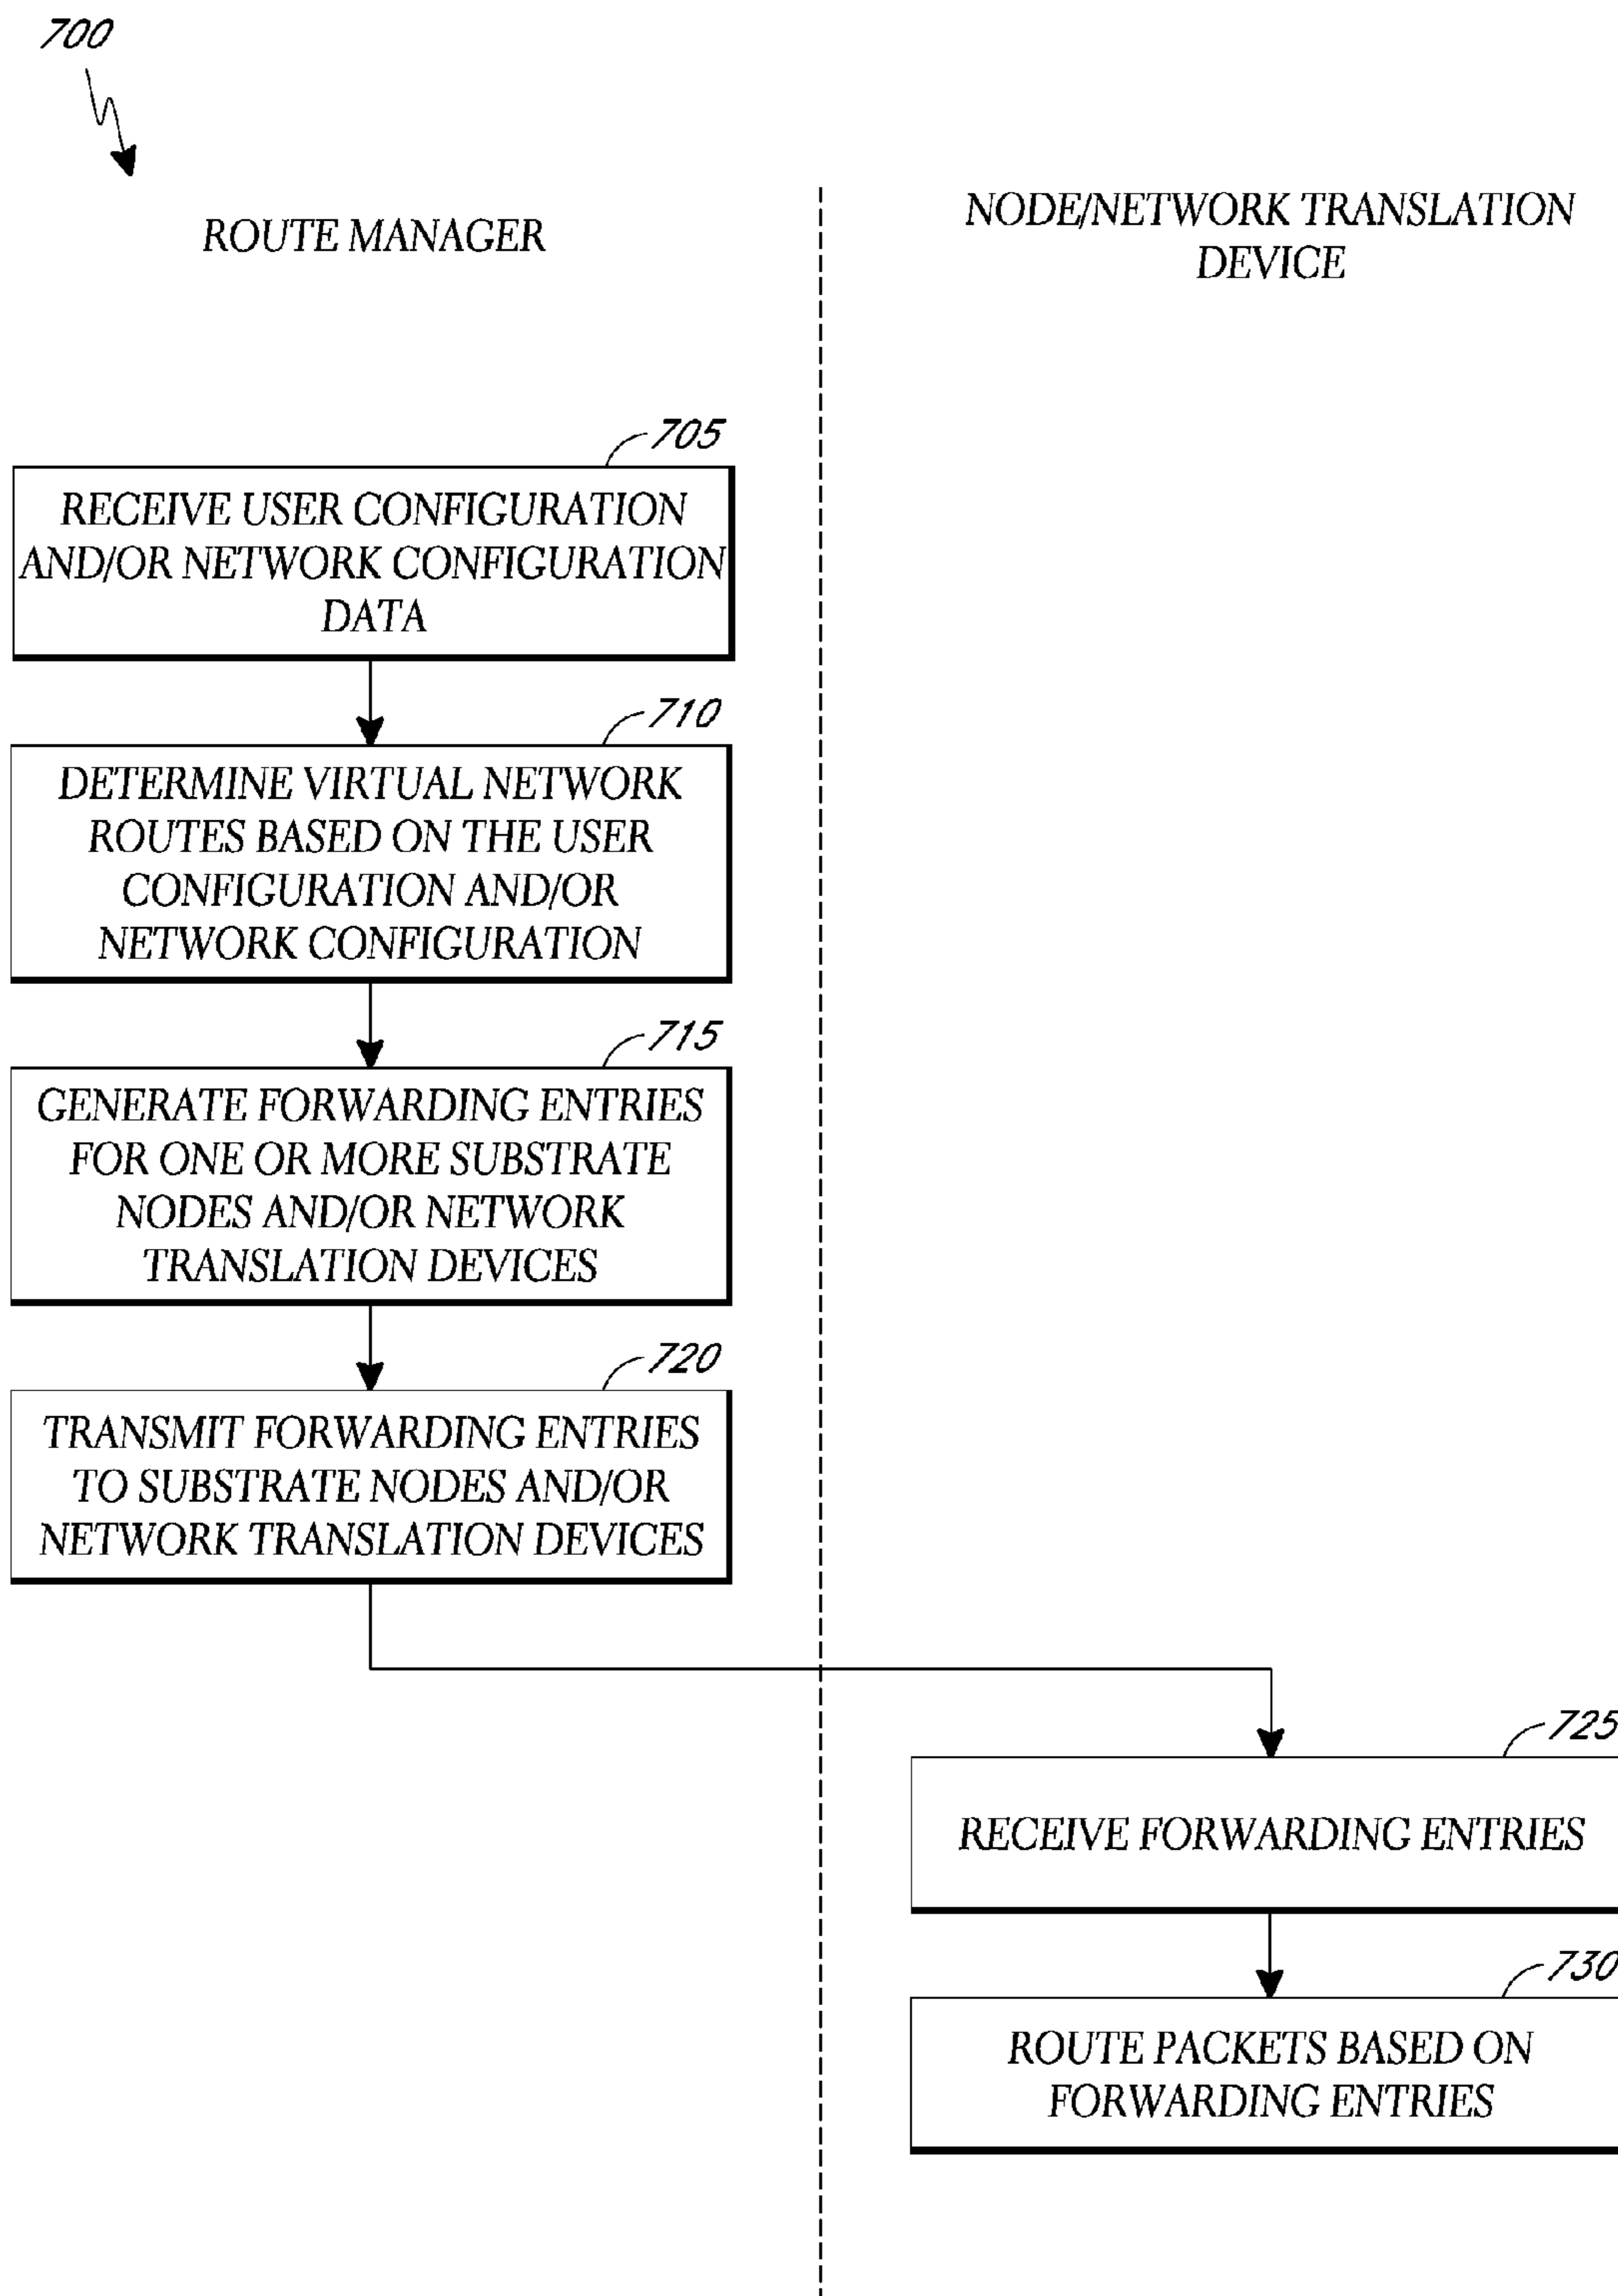 700
ROUTE MANAGER
NODE/NETWORK TRANSLATION
DEVICE
705
RECEIVE USER CONFIGURATION
AND/OR NETWORK CONFIGURATION
DATA
710
DETERMINE VIRTUAL NETWORK
ROUTES BASED ON THE USER
CONFIGURATION AND/OR
NETWORK CONFIGURATION
715
GENERATE FORWARDING ENTRIES
FOR ONE OR MORE SUBSTRATE
NODES AND/OR NETWORK
TRANSLATION DEVICES
720
TRANSMIT FORWARDING ENTRIES
TO SUBSTRATE NODES AND/OR
NETWORK TRANSLATION DEVICES
725
RECEIVE FORWARDING ENTRIES
730
ROUTE PACKETS BASED ON
FORWARDING ENTRIES